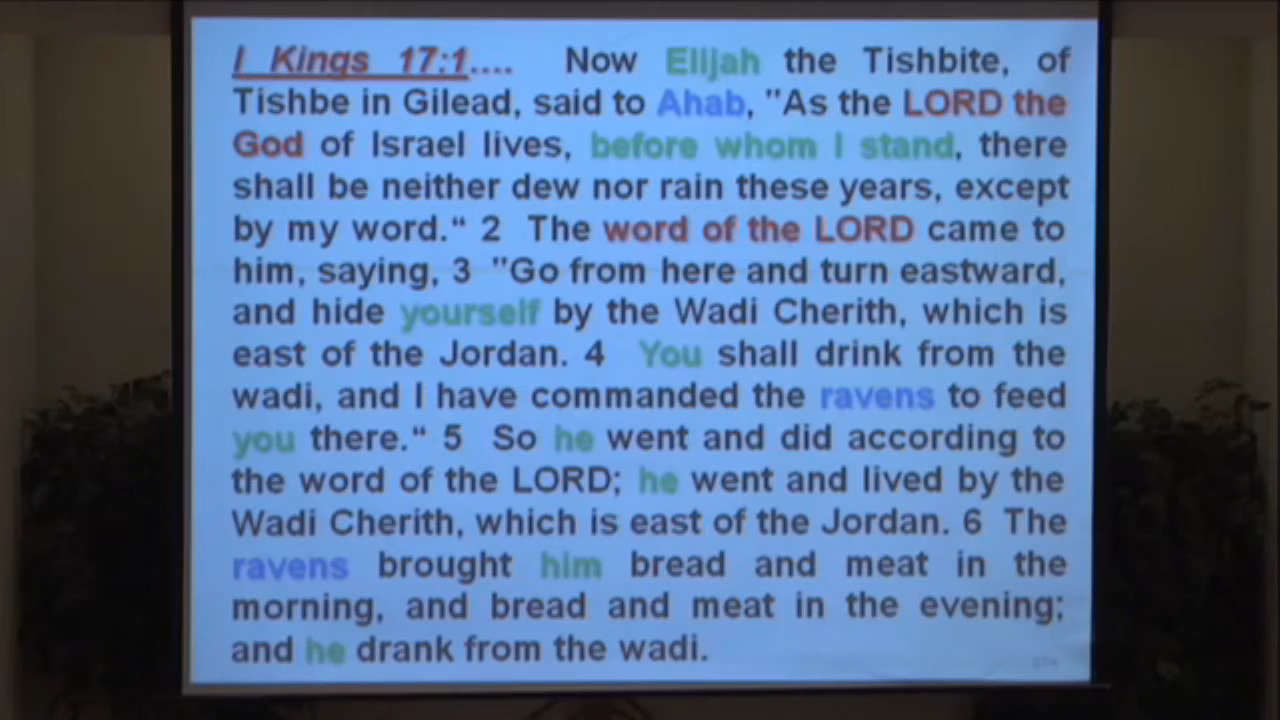 I Kings 17:1.... Now Elijah the Tishbite, of
Tishbe in Gilead, said to Ahab, "As the LORD the
God of Israel lives, before whom I stand, there
shall be neither dew nor rain these years, except
by my word.“ 2 The word of the LORD came to
him, saying, 3 "Go from here and turn eastward,
and hide yourself by the Wadi Cherith, which is
east of the Jordan. 4 You shall drink from the
wadi, and I have commanded the ravens to feed
you there.“ 5 So he went and did according to
the word of the LORD; he went and lived by the
Wadi Cherith, which is east of the Jordan. 6 The
ravens brought him bread and meat in the
morning, and bread and meat in the evening;
and he drank from the wadi.